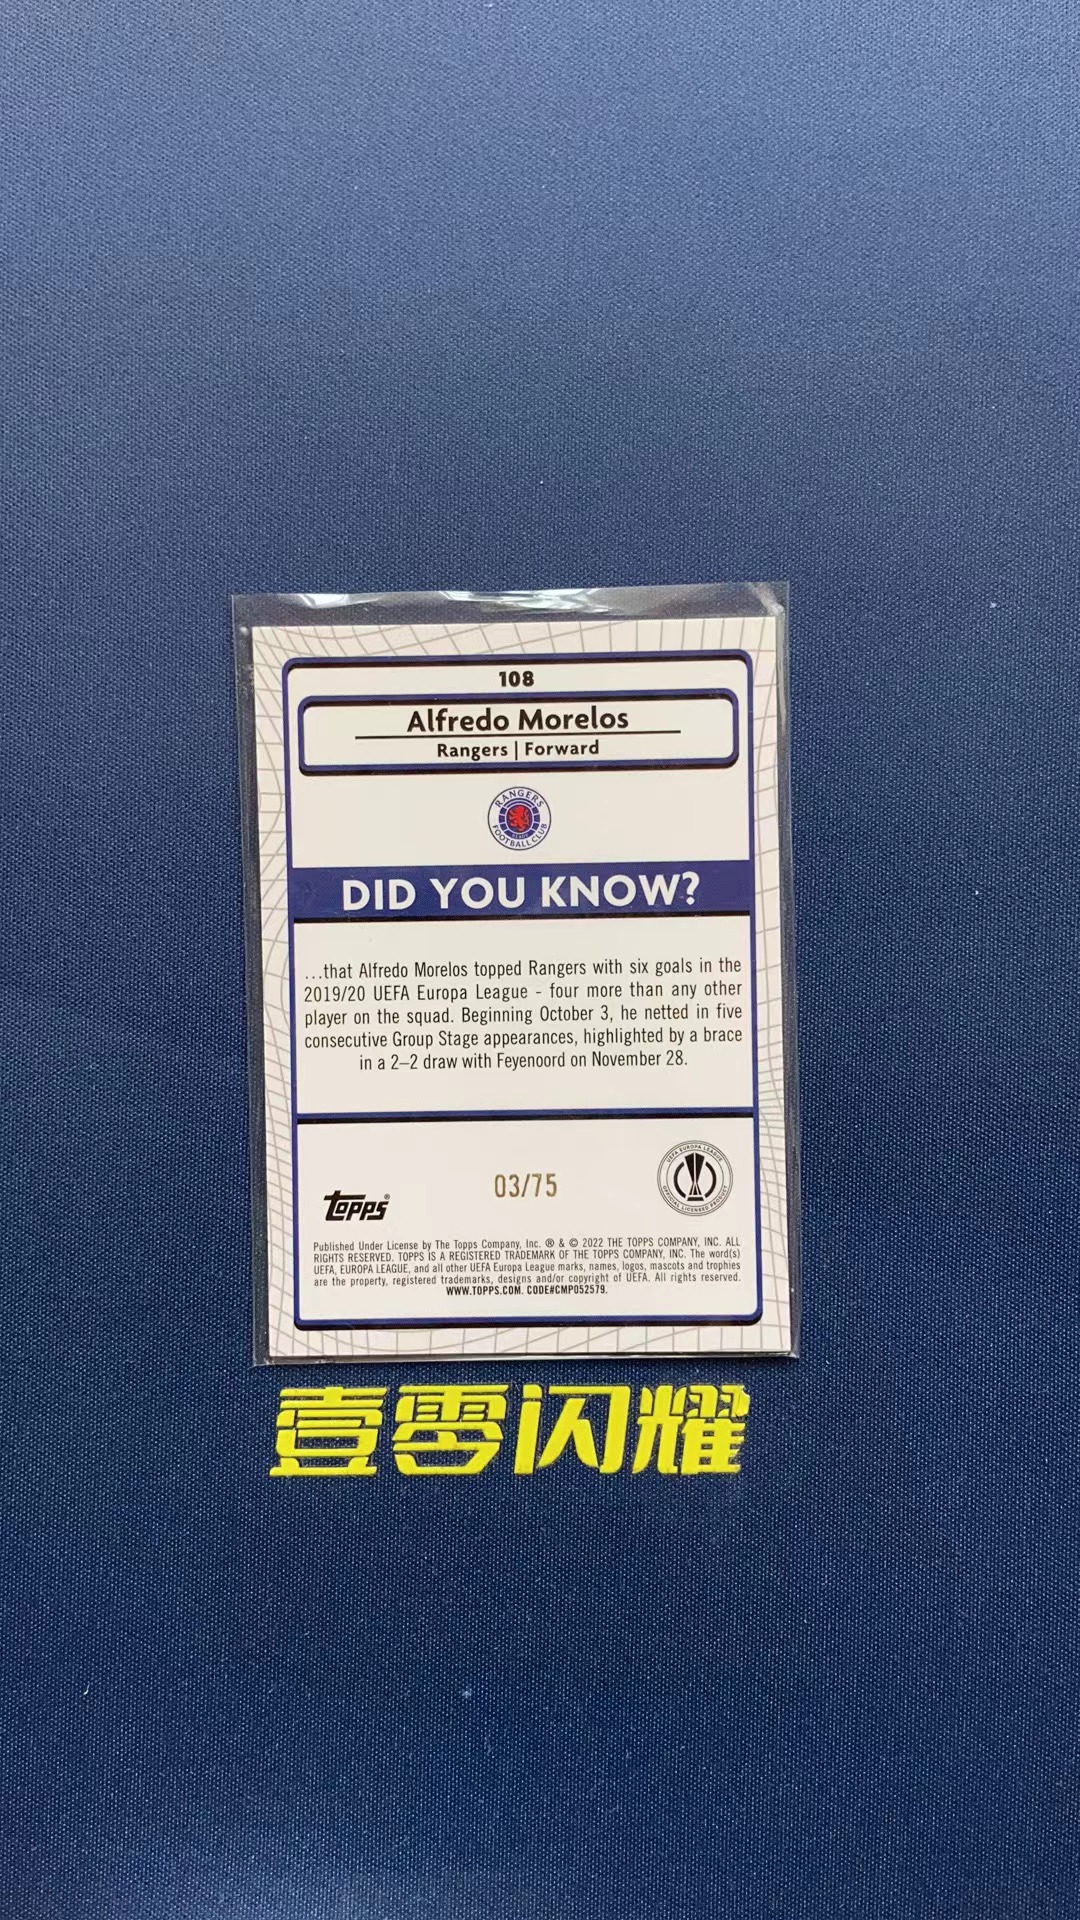 108
Alfredo Morelos
Rangers | Forward
RANGERS
FOOTBALL CLUB
DID YOU KNOW?
...that Alfredo Morelos topped Rangers with six goals in the
2019/20 UEFA Europa League - four more than any other
player on the squad. Beginning October 3, he netted in five
consecutive Group Stage appearances, highlighted by a brace
in a 2–2 draw with Feyenoord on November 28.
topps®
03/75
UEFA EUROPA LEAGUE
OFFICIAL LICENSED PRODUCT
Published Under License by The Topps Company, Inc. ® & © 2022 THE TOPPS COMPANY, INC. ALL
RIGHTS RESERVED. TOPPS IS A REGISTERED TRADEMARK OF THE TOPPS COMPANY, INC. The word(s)
UEFA, EUROPA LEAGUE, and all other UEFA Europa League marks, names, logos, mascots and trophies
are the property, registered trademarks, designs and/or copyright of UEFA. All rights reserved.
WWW.TOPPS.COM. CODE#CMP052579.
壹零闪耀